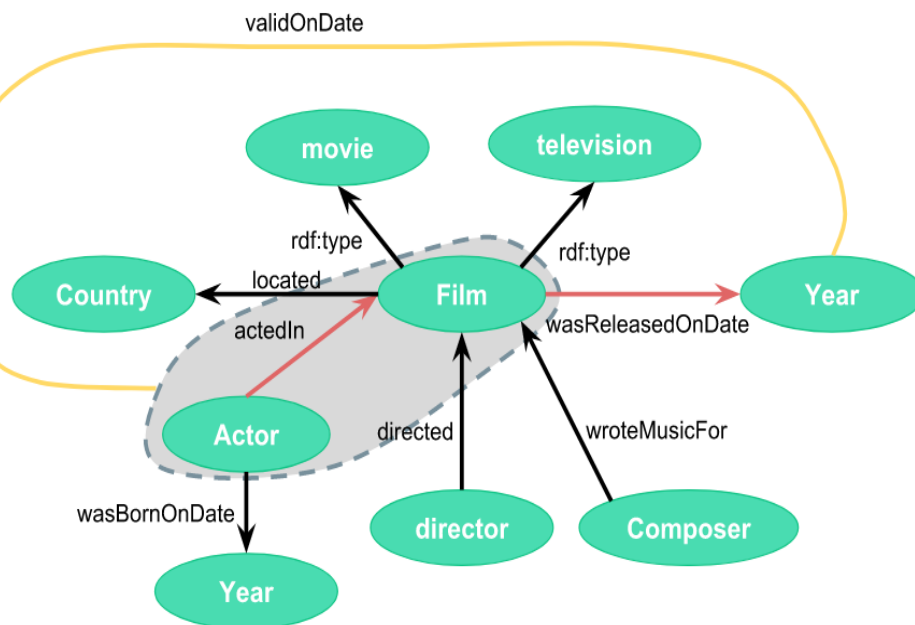 validOnDate
movie
television
rdf:type
rdf:type
Country
located
Film
Year
actedIn
wasReleasedOnDate
Actor
directed
wroteMusicFor
wasBornOnDate
director
Composer
Year